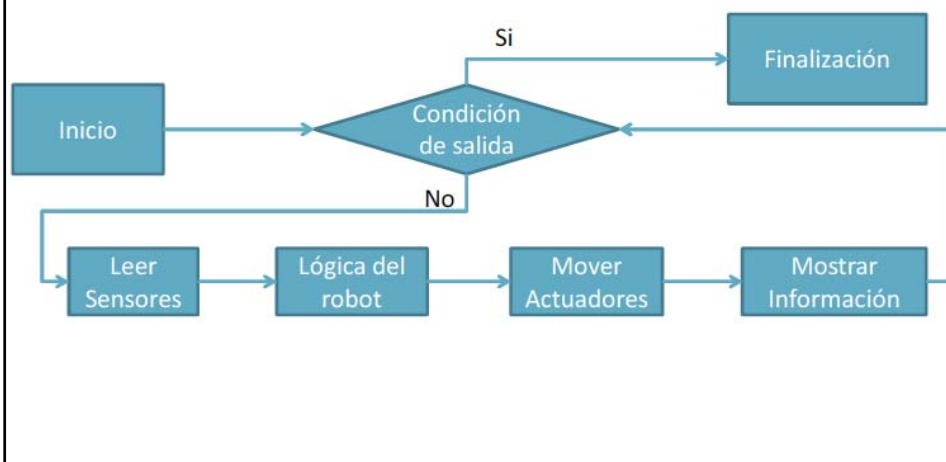 Si
Finalización
Inicio
Condición
de salida
No
Leer
Sensores
Lógica del
robot
Mover
Actuadores
Mostrar
Información